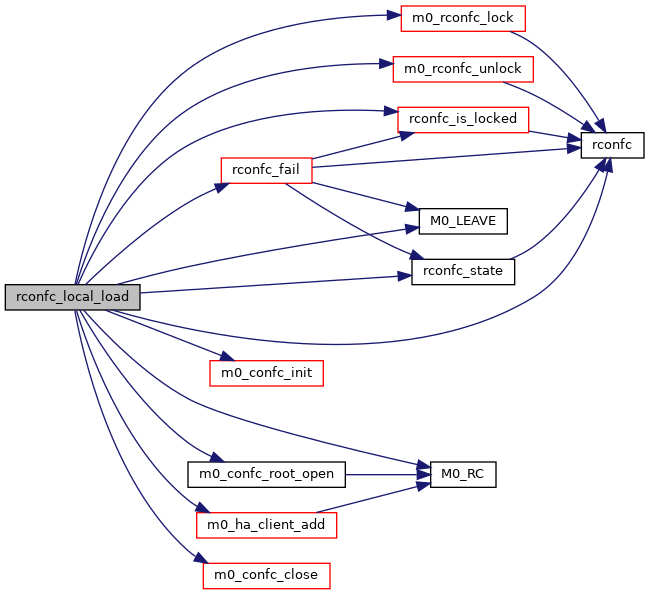 m0_rconfc_lock
m0_rconfc_unlock
rconfc_is_locked
rconfc
rconfc_fail
M0_LEAVE
rconfc_state
rconfc_local_load
m0_confc_init
m0_confc_root_open
M0_RC
m0_ha_client_add
m0_confc_close